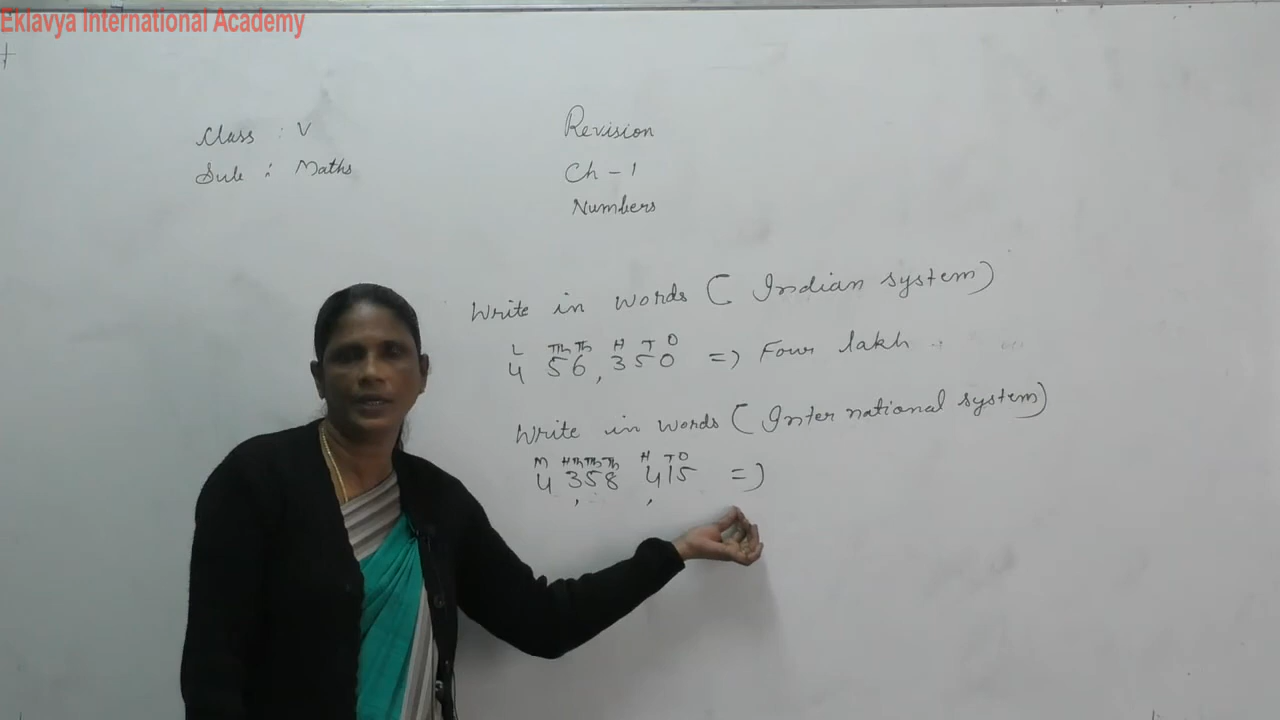 Eklavya International Academy
Class : V
Sub : Maths
Revision
Ch - 1
Numbers
Write in words ( Indian system)
L TTh Th H T O
4 56,350 => Four lakh
Write in words ( International system)
M HTh TTh Th H T O
4,358,415 =>